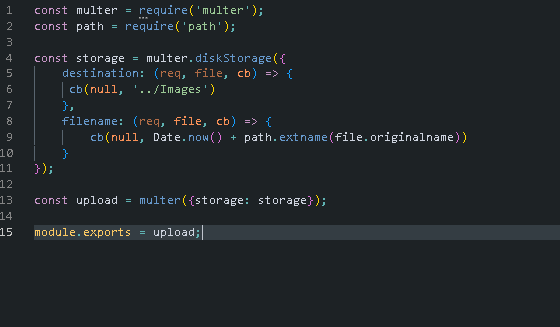 1 const multer = require('multer');
2 const path = require('path');
3
4 const storage = multer.diskStorage({
5 destination: (req, file, cb) => {
6 cb(null, '../Images')
7 },
8 filename: (req, file, cb) => {
9 cb(null, Date.now() + path.extname(file.originalname))
10 }
11 });
12
13 const upload = multer({storage: storage});
14
15 module.exports = upload;